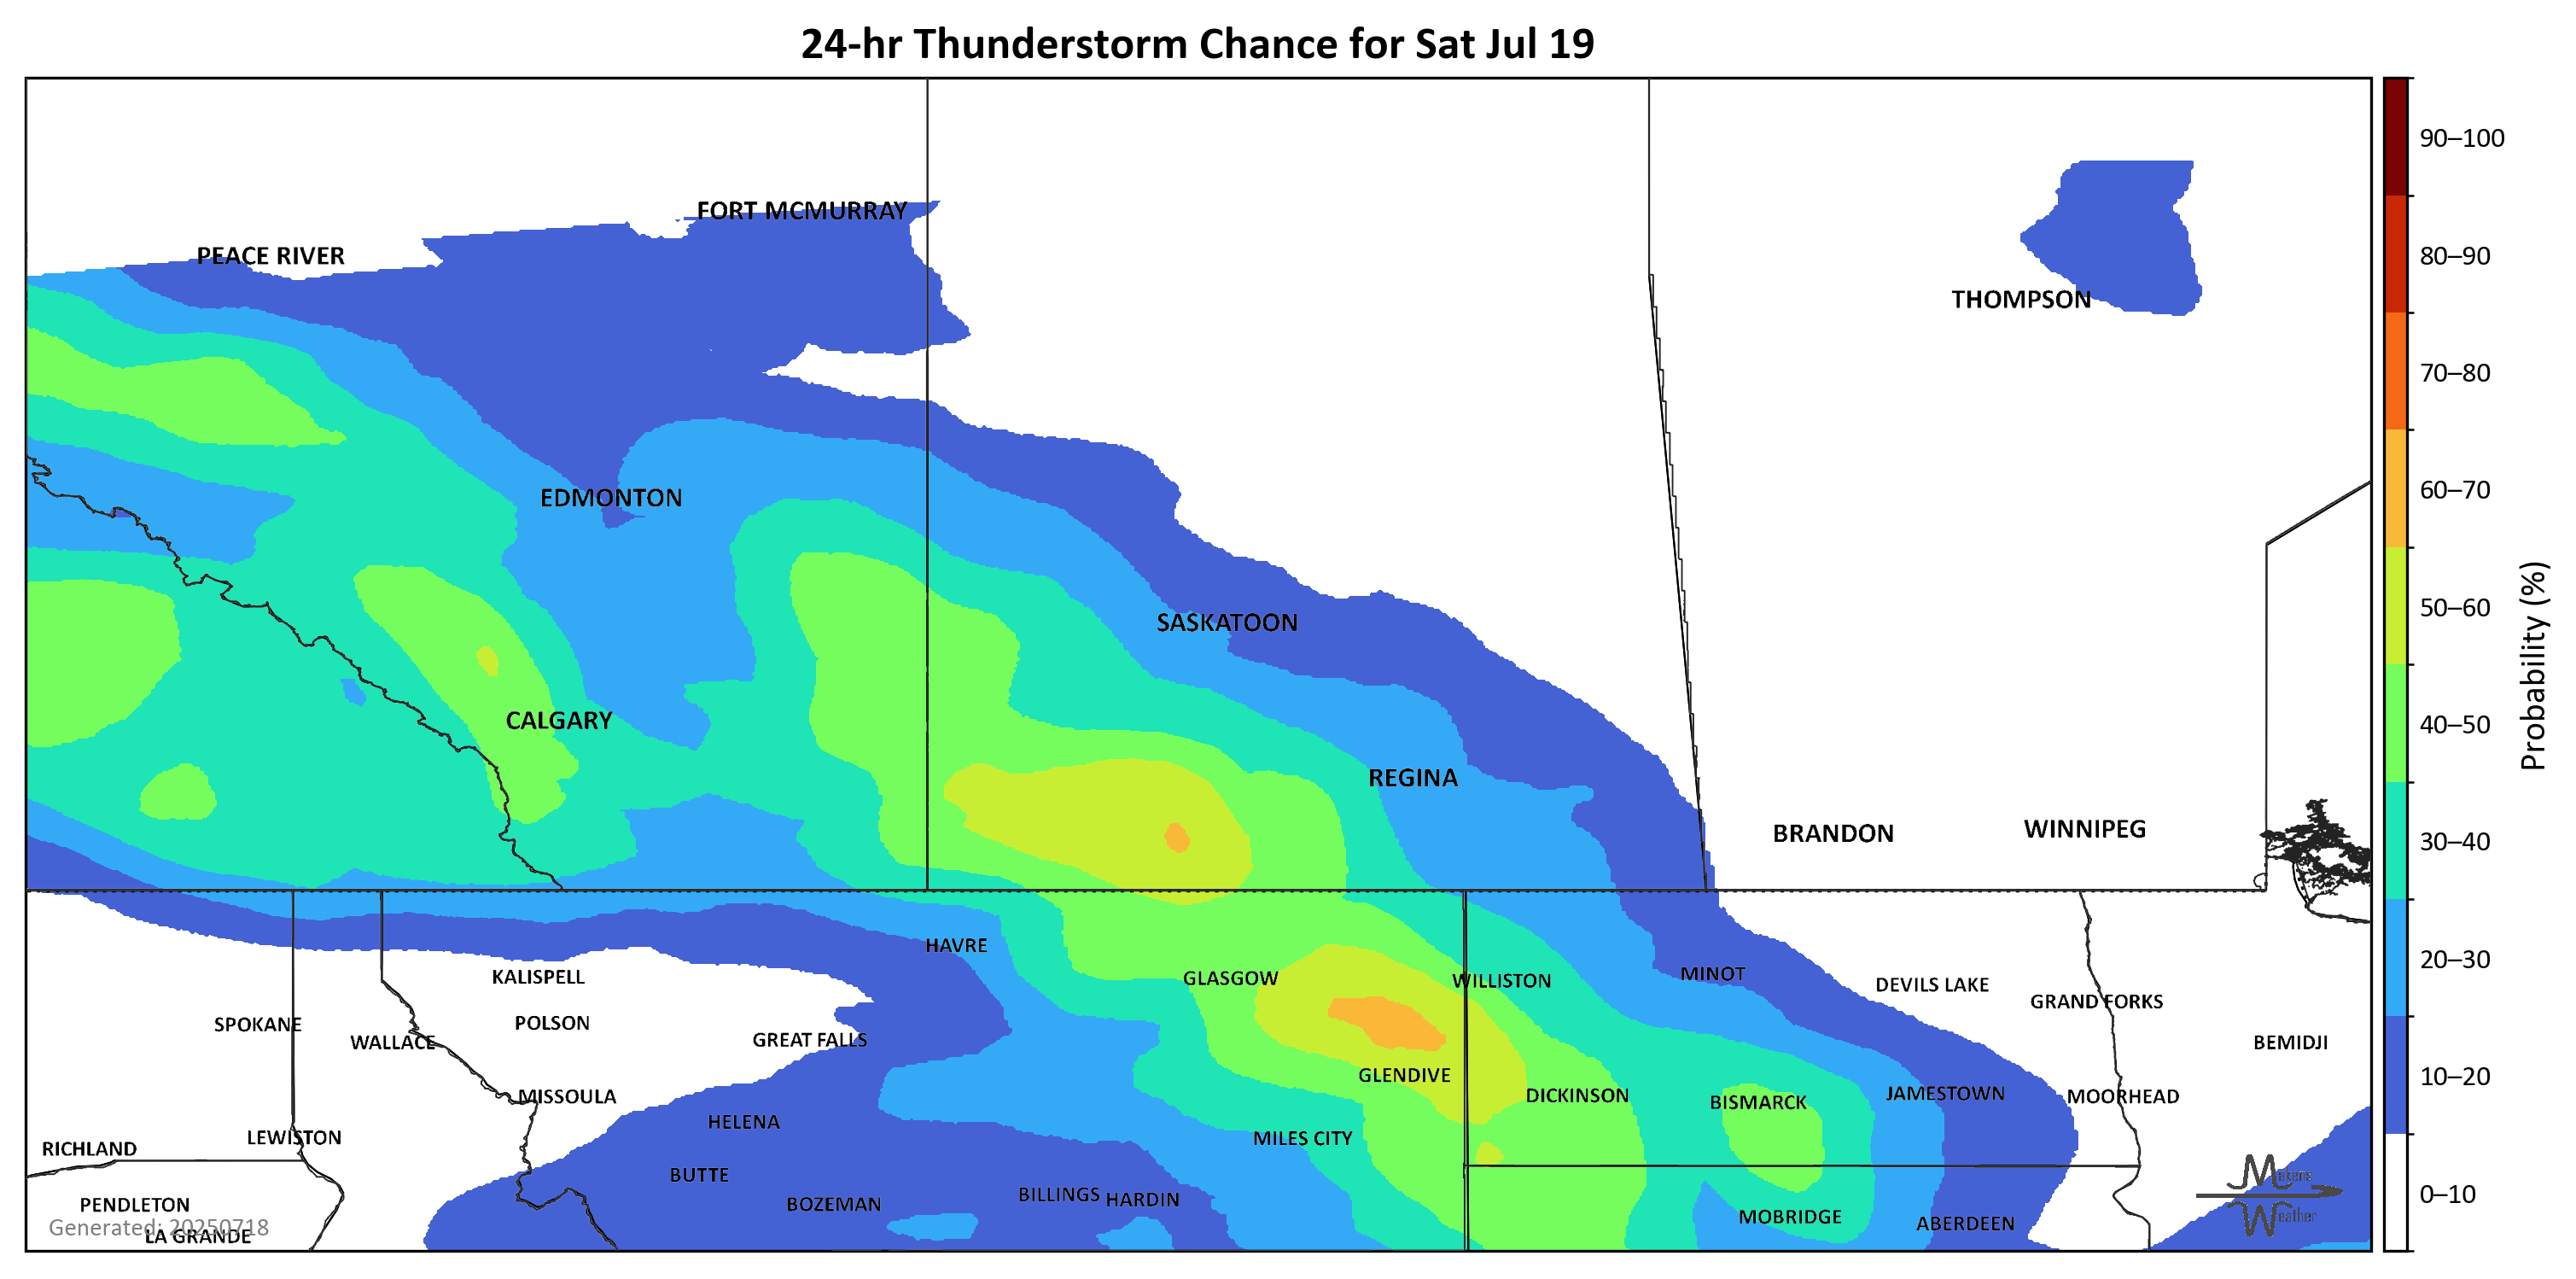 24-hr Thunderstorm Chance for Sat Jul 19
FORT MCMURRAY
PEACE RIVER
THOMPSON
EDMONTON
SASKATOON
CALGARY
REGINA
BRANDON
WINNIPEG
HAVRE
KALISPELL
GLASGOW
WILLISTON
MINOT
DEVILS LAKE
GRAND FORKS
SPOKANE
POLSON
WALLACE
GREAT FALLS
BEMIDJI
GLENDIVE
MISSOULA
DICKINSON
BISMARCK
JAMESTOWN
MOORHEAD
HELENA
LEWISTON
RICHLAND
MILES CITY
BUTTE
BILLINGS
HARDIN
PENDLETON
BOZEMAN
MOBRIDGE
ABERDEEN
Generated: 20250718
LA GRANDE
Mekens
Weather
90–100
80–90
70–80
60–70
50–60
40–50
30–40
20–30
10–20
0–10
Probability (%)